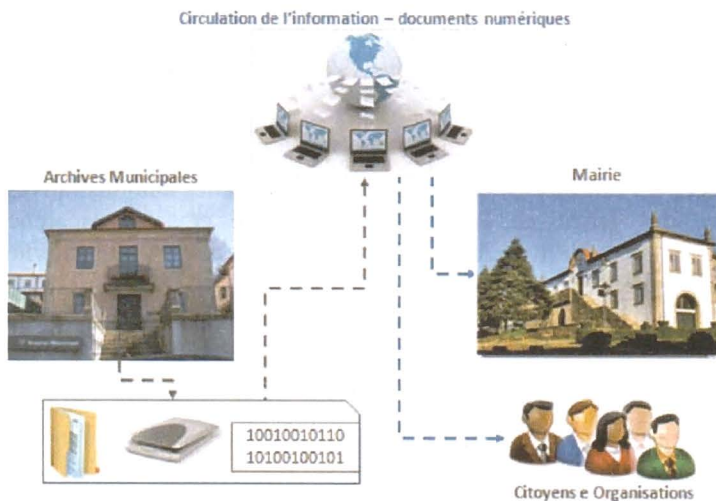 Circulation de l'information – documents numériques
Archives Municipales
Mairie
10010010110
10100100101
Citoyens e Organisations